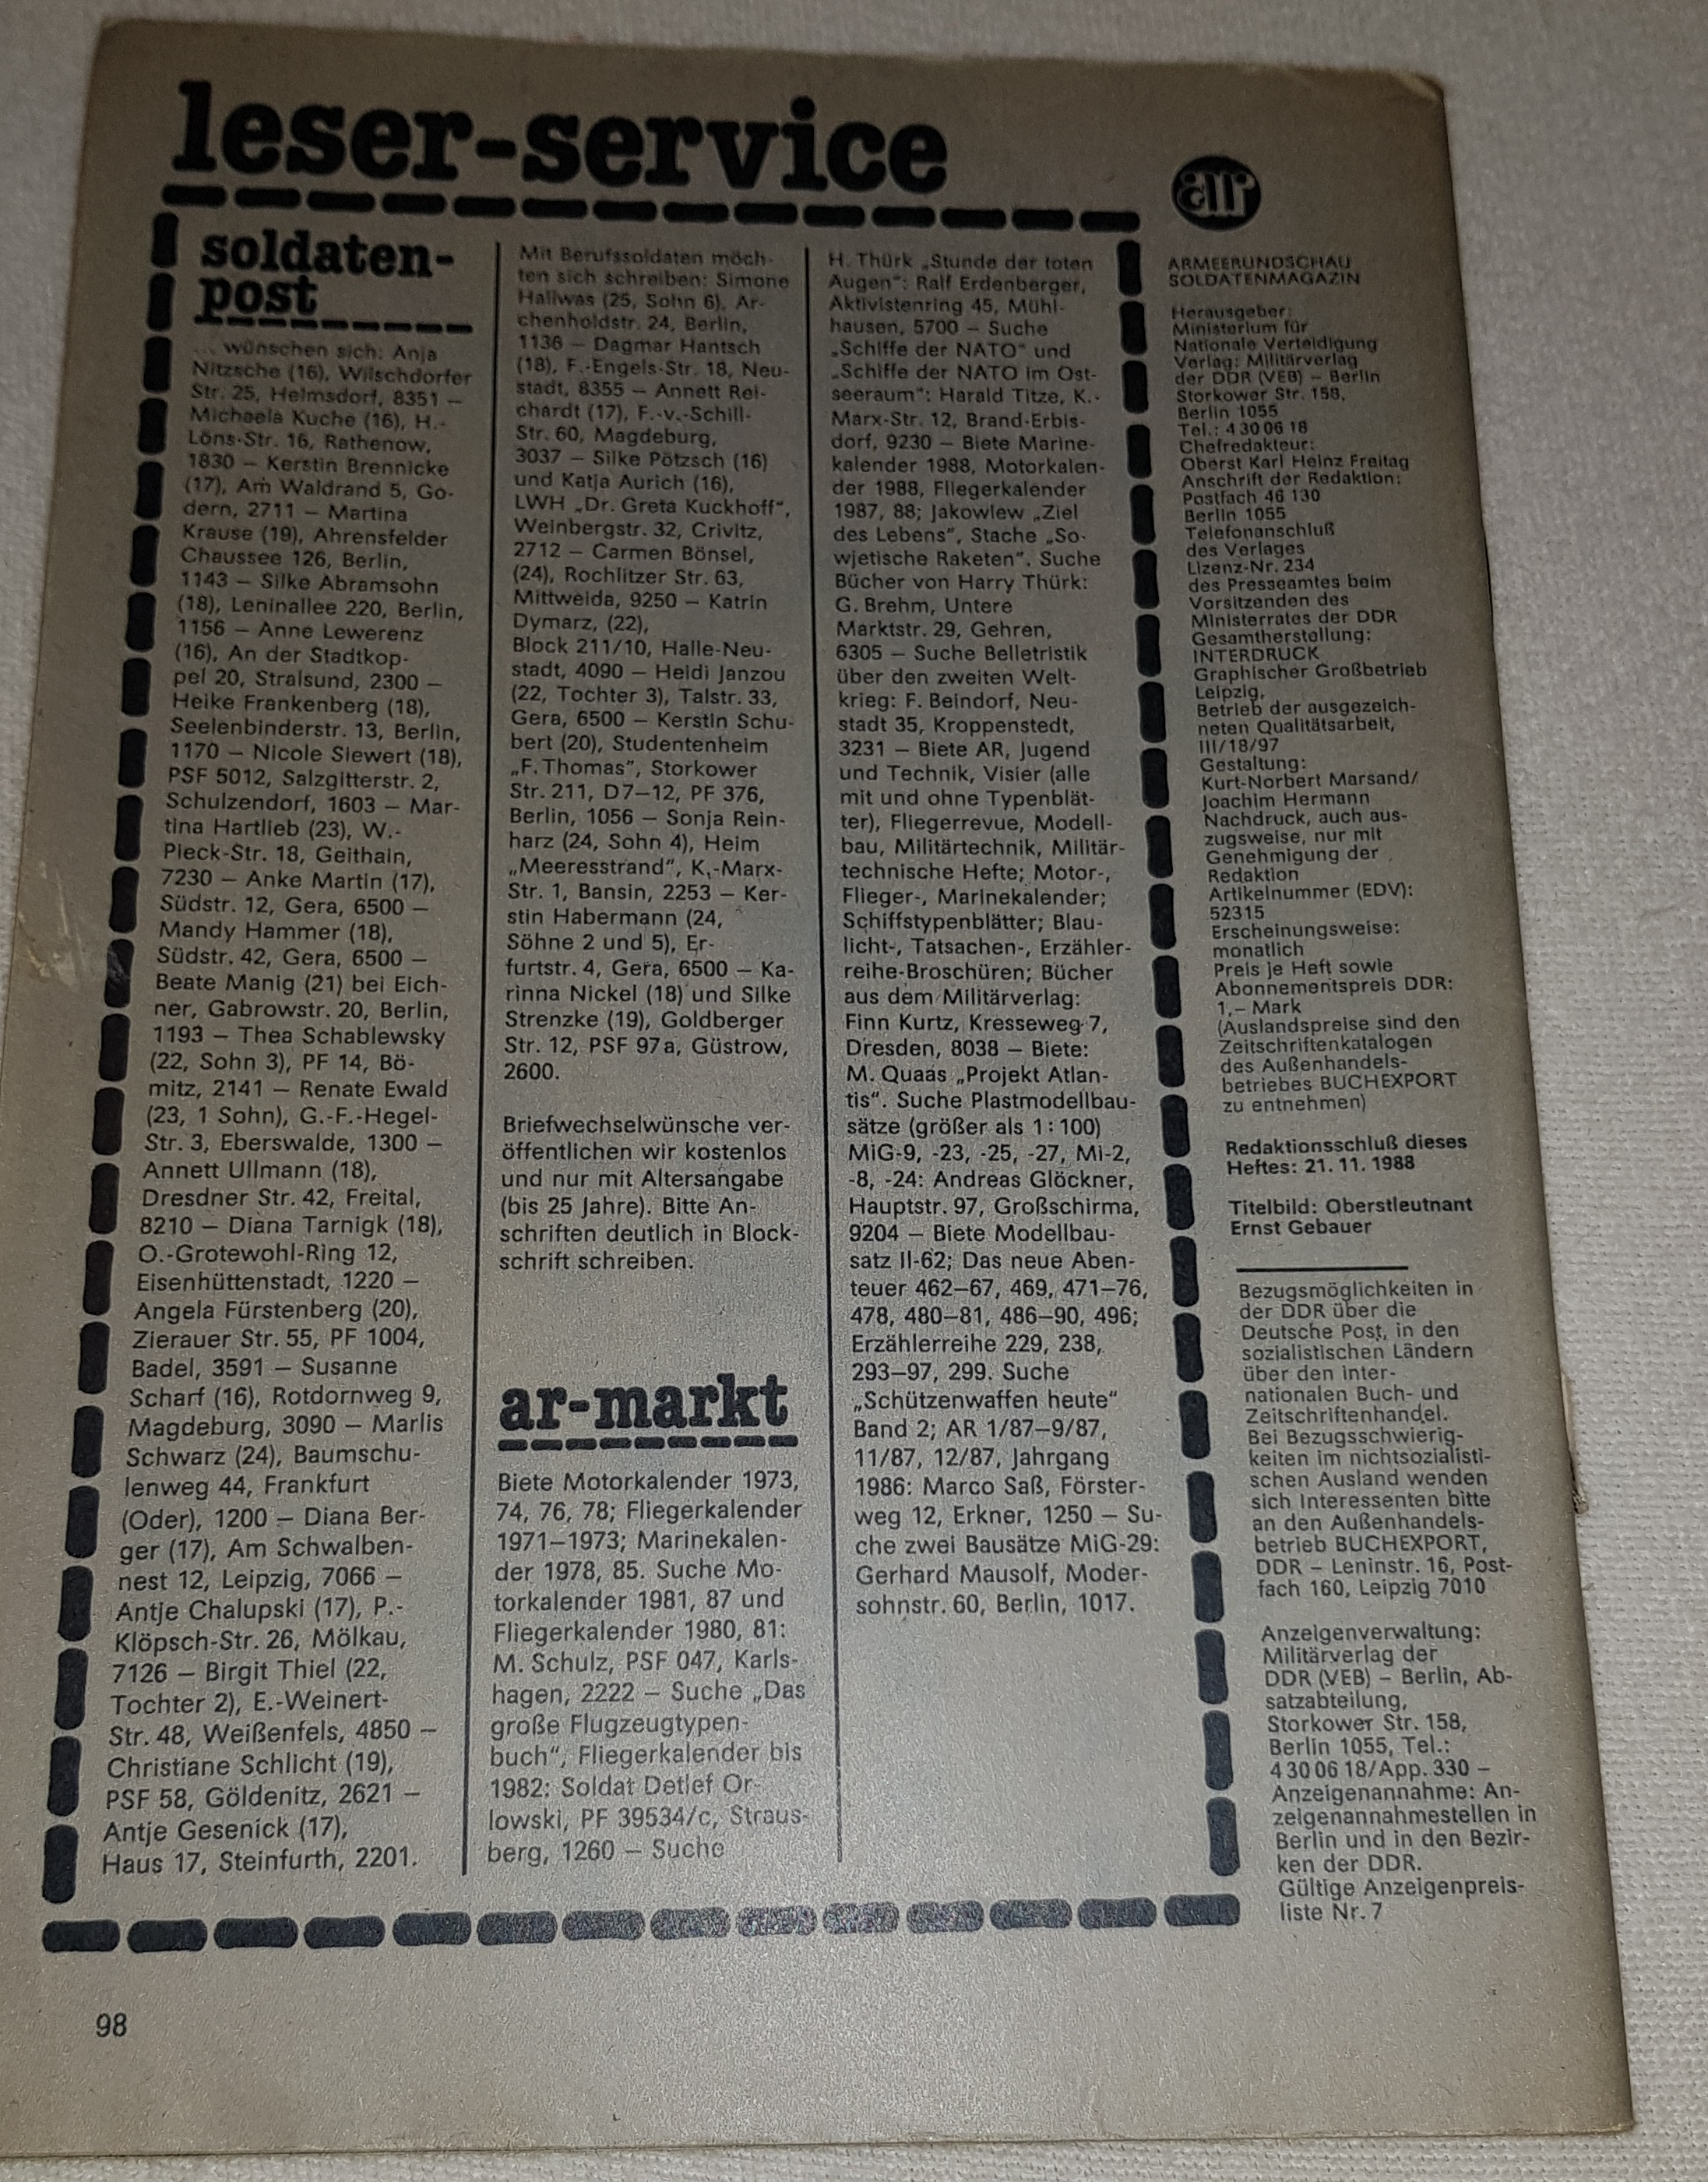 leser-service
soldaten-
post
... wünschen sich: Anja
Nitzsche (16), Wilschdorfer
Str. 25, Helmsdorf, 8351 –
Michaela Kuche (16), H.-
Löns-Str. 16, Rathenow,
1830 – Kerstin Brennicke
(17), Am Waldrand 5, Go-
dern, 2711 – Martina
Krause (19), Ahrensfelder
Chaussee 126, Berlin,
1143 – Silke Abramsohn
(18), Leninallee 220, Berlin,
1156 – Anne Lewerenz
(16), An der Stadtkop-
pel 20, Stralsund, 2300 –
Heike Frankenberg (18),
Seelenbinderstr. 13, Berlin,
1170 – Nicole Siewert (18),
PSF 5012, Salzgitterstr. 2,
Schulzendorf, 1603 – Mar-
tina Hartlieb (23), W.-
Pieck-Str. 18, Geithain,
7230 – Anke Martin (17),
Südstr. 12, Gera, 6500 –
Mandy Hammer (18),
Südstr. 42, Gera, 6500 –
Beate Manig (21) bei Eich-
ner, Gabrowstr. 20, Berlin,
1193 – Thea Schablewsky
(22, Sohn 3), PF 14, Bö-
mitz, 2141 – Renate Ewald
(23, 1 Sohn), G.-F.-Hegel-
Str. 3, Eberswalde, 1300 –
Annett Ullmann (18),
Dresdner Str. 42, Freital,
8210 – Diana Tarnigk (18),
O.-Grotewohl-Ring 12,
Eisenhüttenstadt, 1220 –
Angela Fürstenberg (20),
Zierauer Str. 55, PF 1004,
Badel, 3591 – Susanne
Scharf (16), Rotdornweg 9,
Magdeburg, 3090 – Marlis
Schwarz (24), Baumschu-
lenweg 44, Frankfurt
(Oder), 1200 – Diana Ber-
ger (17), Am Schwalben-
nest 12, Leipzig, 7066 –
Antje Chalupski (17), P.-
Klöpsch-Str. 26, Mölkau,
7126 – Birgit Thiel (22,
Tochter 2), E.-Weinert-
Str. 48, Weißenfels, 4850 –
Christiane Schlicht (19),
PSF 58, Göldenitz, 2621 –
Antje Gesenick (17),
Haus 17, Steinfurth, 2201.
Mit Berufssoldaten möch-
ten sich schreiben: Simone
Hallwas (25, Sohn 6), Ar-
chenholdstr. 24, Berlin,
1136 – Dagmar Hantsch
(18), F.-Engels-Str. 18, Neu-
stadt, 8355 – Annett Rei-
chardt (17), F.-v.-Schill-
Str. 60, Magdeburg,
3037 – Silke Pötzsch (16)
und Katja Aurich (16),
LWH „Dr. Greta Kuckhoff“,
Weinbergstr. 32, Crivitz,
2712 – Carmen Bönsel,
(24), Rochlitzer Str. 63,
Mittweida, 9250 – Katrin
Dymarz, (22),
Block 211/10, Halle-Neu-
stadt, 4090 – Heidi Janzou
(22, Tochter 3), Talstr. 33,
Gera, 6500 – Kerstin Schu-
bert (20), Studentenheim
„F. Thomas“, Storkower
Str. 211, D7–12, PF 376,
Berlin, 1056 – Sonja Rein-
harz (24, Sohn 4), Heim
„Meeresstrand“, K.-Marx-
Str. 1, Bansin, 2253 – Ker-
stin Habermann (24,
Söhne 2 und 5), Er-
furtstr. 4, Gera, 6500 – Ka-
rinna Nickel (18) und Silke
Strenzke (19), Goldberger
Str. 12, PSF 97a, Güstrow,
2600.
Briefwechselwünsche ver-
öffentlichen wir kostenlos
und nur mit Altersangabe
(bis 25 Jahre). Bitte An-
schriften deutlich in Block-
schrift schreiben.
ar-markt
Biete Motorkalender 1973,
74, 76, 78; Fliegerkalender
1971–1973; Marinekalen-
der 1978, 85. Suche Mo-
torkalender 1981, 87 und
Fliegerkalender 1980, 81:
M. Schulz, PSF 047, Karls-
hagen, 2222 – Suche „Das
große Flugzeugtypen-
buch“, Fliegerkalender bis
1982: Soldat Detlef Or-
lowski, PF 39534/c, Straus-
berg, 1260 – Suche
H. Thürk „Stunde der toten
Augen“: Ralf Erdenberger,
Aktivistenring 45, Mühl-
hausen, 5700 – Suche
„Schiffe der NATO“ und
„Schiffe der NATO im Ost-
seeraum“: Harald Titze, K.-
Marx-Str. 12, Brand-Erbis-
dorf, 9230 – Biete Marine-
kalender 1988, Motorkalen-
der 1988, Fliegerkalender
1987, 88; Jakowlew „Ziel
des Lebens“, Stache „So-
wjetische Raketen“. Suche
Bücher von Harry Thürk:
G. Brehm, Untere
Marktstr. 29, Gehren,
6305 – Suche Belletristik
über den zweiten Welt-
krieg: F. Beindorf, Neu-
stadt 35, Kroppenstedt,
3231 – Biete AR, Jugend
und Technik, Visier (alle
mit und ohne Typenblät-
ter), Fliegerrevue, Modell-
bau, Militärtechnik, Militär-
technische Hefte; Motor-,
Flieger-, Marinekalender;
Schiffstypenblätter; Blau-
licht-, Tatsachen-, Erzähler-
reihe-Broschüren; Bücher
aus dem Militärverlag:
Finn Kurtz, Kresseweg 7,
Dresden, 8038 – Biete:
M. Quaas „Projekt Atlan-
tis“. Suche Plastmodellbau-
sätze (größer als 1:100)
MiG-9, -23, -25, -27, Mi-2,
-8, -24: Andreas Glöckner,
Hauptstr. 97, Großschirma,
9204 – Biete Modellbau-
satz Il-62; Das neue Aben-
teuer 462–67, 469, 471–76,
478, 480–81, 486–90, 496;
Erzählerreihe 229, 238,
293–97, 299. Suche
„Schützenwaffen heute“
Band 2; AR 1/87–9/87,
11/87, 12/87, Jahrgang
1986: Marco Saß, Förster-
weg 12, Erkner, 1250 – Su-
che zwei Bausätze MiG-29:
Gerhard Mausolf, Moder-
sohnstr. 60, Berlin, 1017.
ar
ARMEERUNDSCHAU
SOLDATENMAGAZIN
Herausgeber:
Ministerium für
Nationale Verteidigung
Verlag: Militärverlag
der DDR (VEB) – Berlin
Storkower Str. 158,
Berlin 1055
Tel.: 4 30 06 18
Chefredakteur:
Oberst Karl Heinz Freitag
Anschrift der Redaktion:
Postfach 46 130
Berlin 1055
Telefonanschluß
des Verlages
Lizenz-Nr. 234
des Presseamtes beim
Vorsitzenden des
Ministerrates der DDR
Gesamtherstellung:
INTERDRUCK
Graphischer Großbetrieb
Leipzig,
Betrieb der ausgezeich-
neten Qualitätsarbeit,
III/18/97
Gestaltung:
Kurt-Norbert Marsand/
Joachim Hermann
Nachdruck, auch aus-
zugsweise, nur mit
Genehmigung der
Redaktion
Artikelnummer (EDV):
52315
Erscheinungsweise:
monatlich
Preis je Heft sowie
Abonnementspreis DDR:
1,– Mark
(Auslandspreise sind den
Zeitschriftenkatalogen
des Außenhandels-
betriebes BUCHEXPORT
zu entnehmen)
Redaktionsschluß dieses
Heftes: 21. 11. 1988
Titelbild: Oberstleutnant
Ernst Gebauer
Bezugsmöglichkeiten in
der DDR über die
Deutsche Post, in den
sozialistischen Ländern
über den inter-
nationalen Buch- und
Zeitschriftenhandel.
Bei Bezugsschwierig-
keiten im nichtsozialisti-
schen Ausland wenden
sich Interessenten bitte
an den Außenhandels-
betrieb BUCHEXPORT,
DDR – Leninstr. 16, Post-
fach 160, Leipzig 7010
Anzeigenverwaltung:
Militärverlag der
DDR (VEB) – Berlin, Ab-
satzabteilung,
Storkower Str. 158,
Berlin 1055, Tel.:
4 30 06 18/App. 330 –
Anzeigenannahme: An-
zeigenannahmestellen in
Berlin und in den Bezir-
ken der DDR.
Gültige Anzeigenpreis-
liste Nr. 7
98